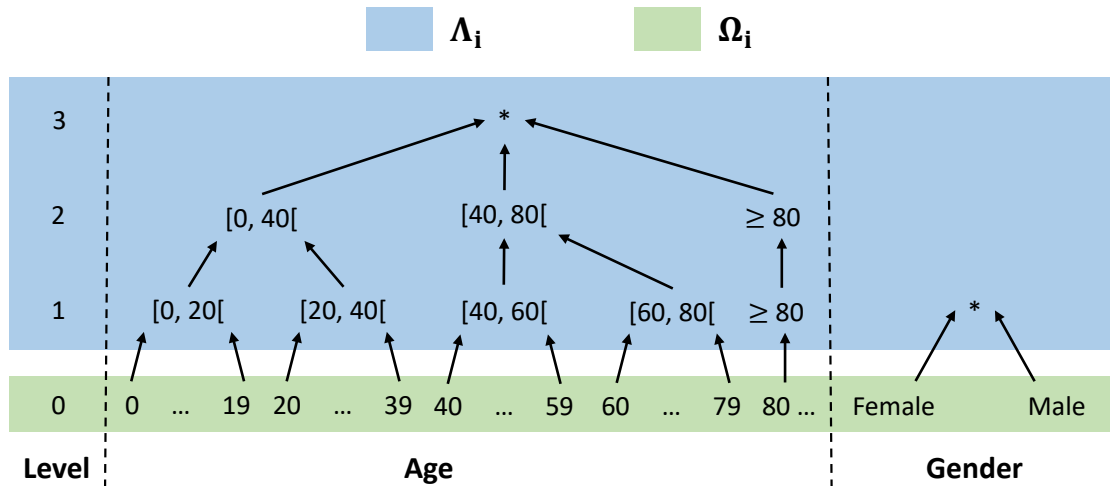 Λi Ωi
3 *
2 [0, 40[ [40, 80[ ≥ 80
1 [0, 20[ [20, 40[ [40, 60[ [60, 80[ ≥ 80 *
0 0 ... 19 20 ... 39 40 ... 59 60 ... 79 80 ... Female Male
Level Age Gender